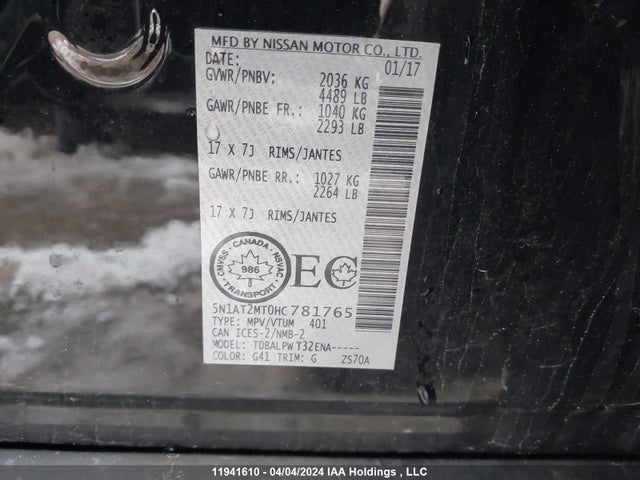 MFD BY NISSAN MOTOR CO., LTD.
DATE: 01/17
GVWR/PNBV: 2036 KG
4489 LB
GAWR/PNBE FR.: 1040 KG
2293 LB
17 X 7J RIMS/JANTES
GAWR/PNBE RR.: 1027 KG
2264 LB
17 X 7J RIMS/JANTES
CANADA
CMVSS - NSVAC
986
TRANSPORT
EC
5N1AT2MT0HC781765
TYPE: MPV/VTUM 401
CAN ICES-2/NMB-2
MODEL: TDBALPWT32ENA-----
COLOR: G41 TRIM: G ZS70A
11941610 - 04/04/2024 IAA Holdings , LLC